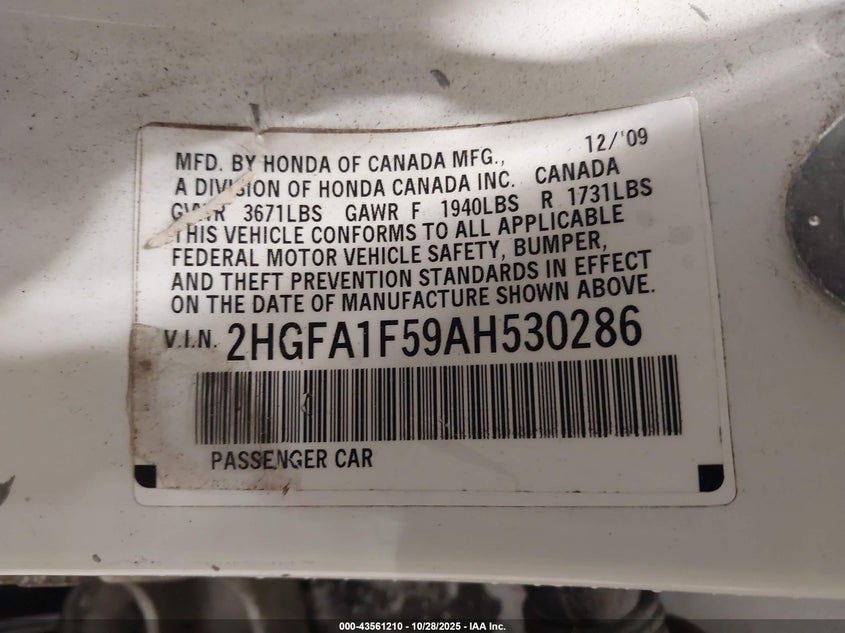 12/'09
MFD. BY HONDA OF CANADA MFG.,
A DIVISION OF HONDA CANADA INC. CANADA
GVWR 3671LBS GAWR F 1940LBS R 1731LBS
THIS VEHICLE CONFORMS TO ALL APPLICABLE
FEDERAL MOTOR VEHICLE SAFETY, BUMPER,
AND THEFT PREVENTION STANDARDS IN EFFECT
ON THE DATE OF MANUFACTURE SHOWN ABOVE.
V.I.N. 2HGFA1F59AH530286
PASSENGER CAR
000-43561210 - 10/28/2025 - IAA Inc.